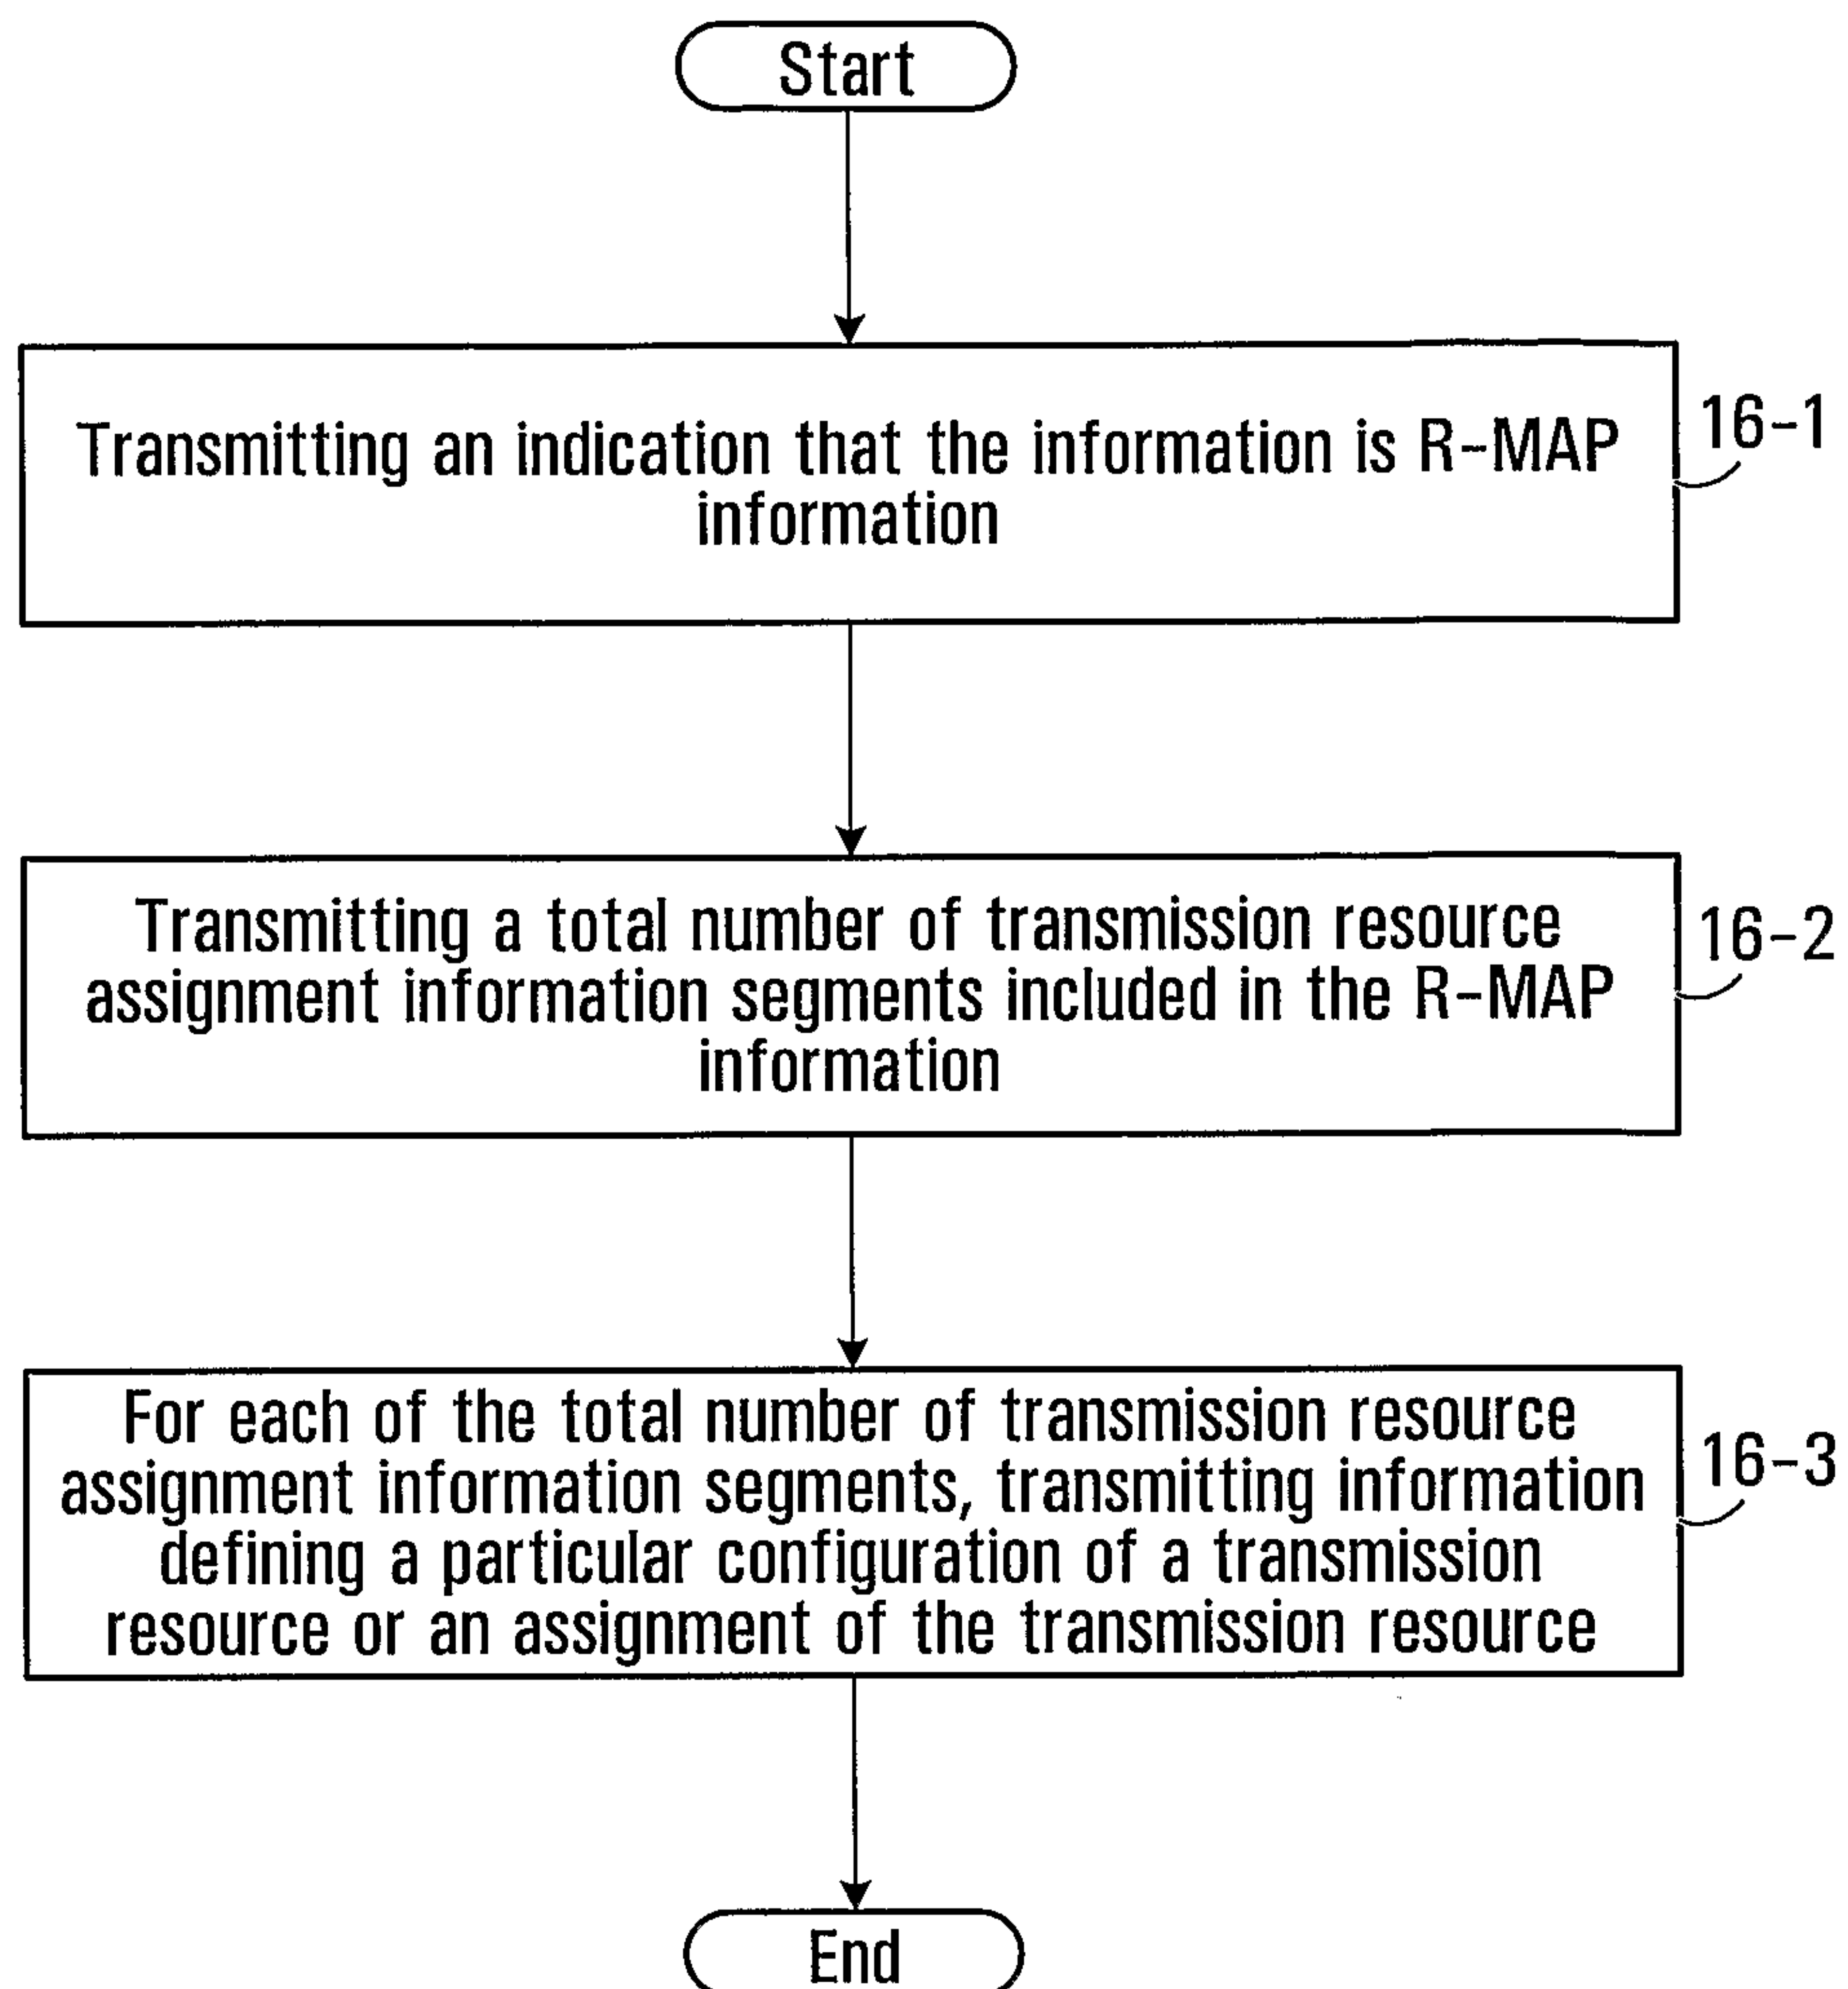 Start
Transmitting an indication that the information is R-MAP
information
16-1
Transmitting a total number of transmission resource
assignment information segments included in the R-MAP
information
16-2
For each of the total number of transmission resource
assignment information segments, transmitting information
defining a particular configuration of a transmission
resource or an assignment of the transmission resource
16-3
End